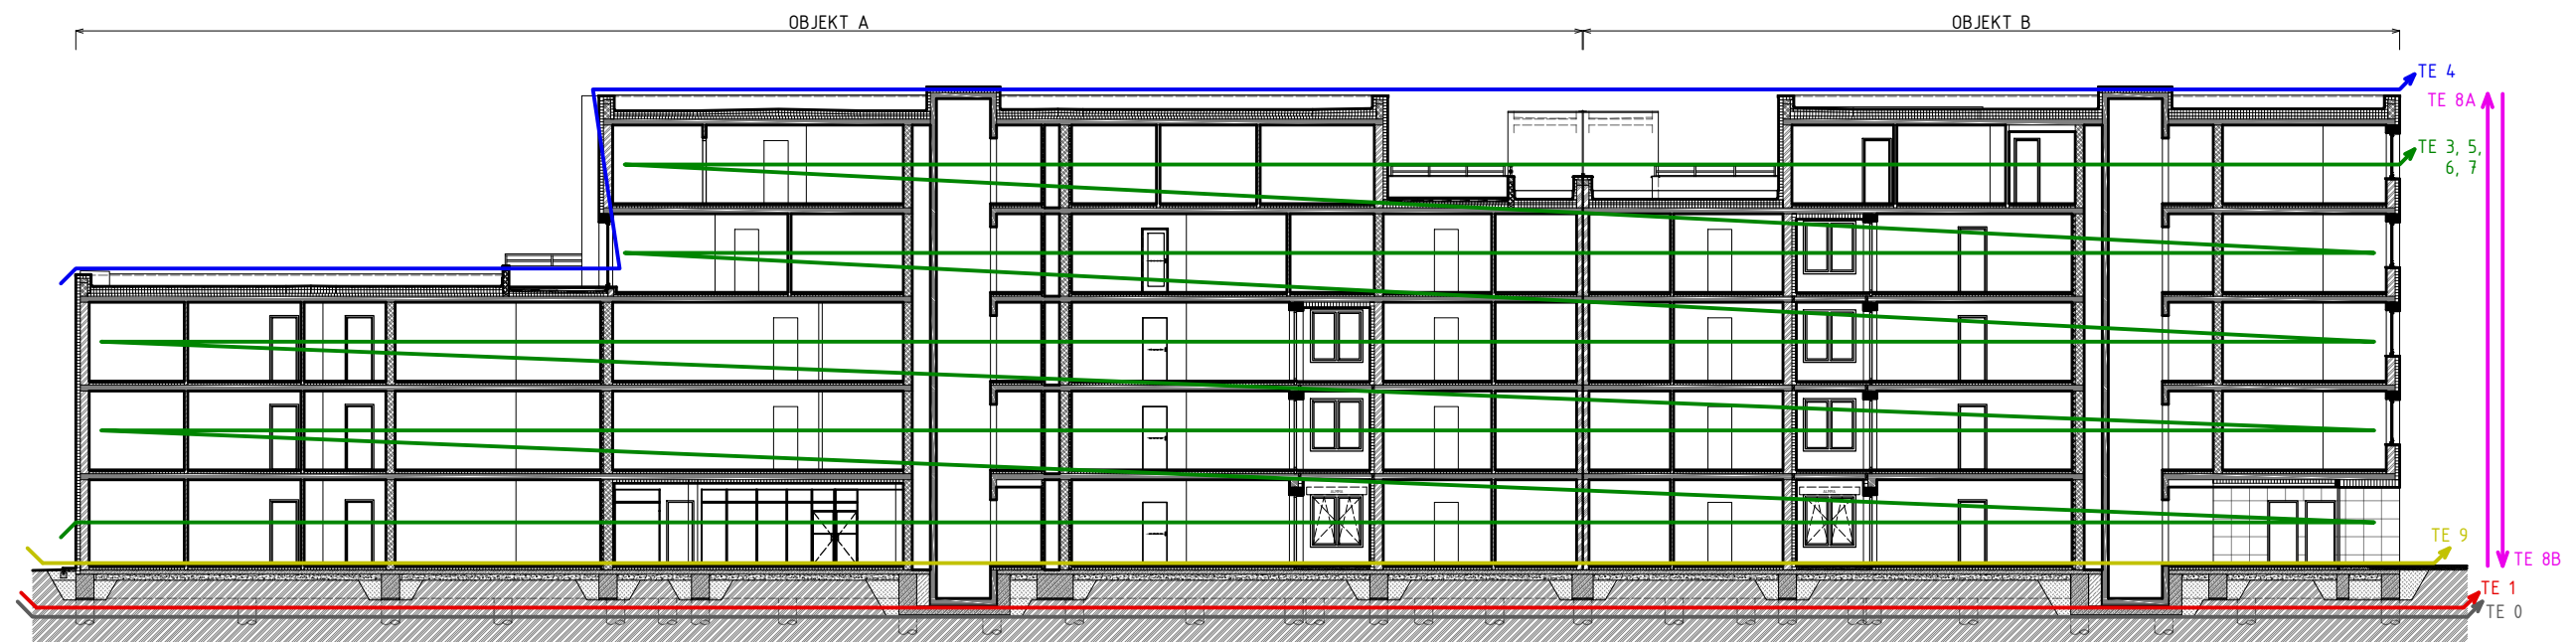 OBJEKT A
OBJEKT B
TE 4
TE 8A
TE 3, 5,
6, 7
TE 9
TE 8B
TE 1
TE 0